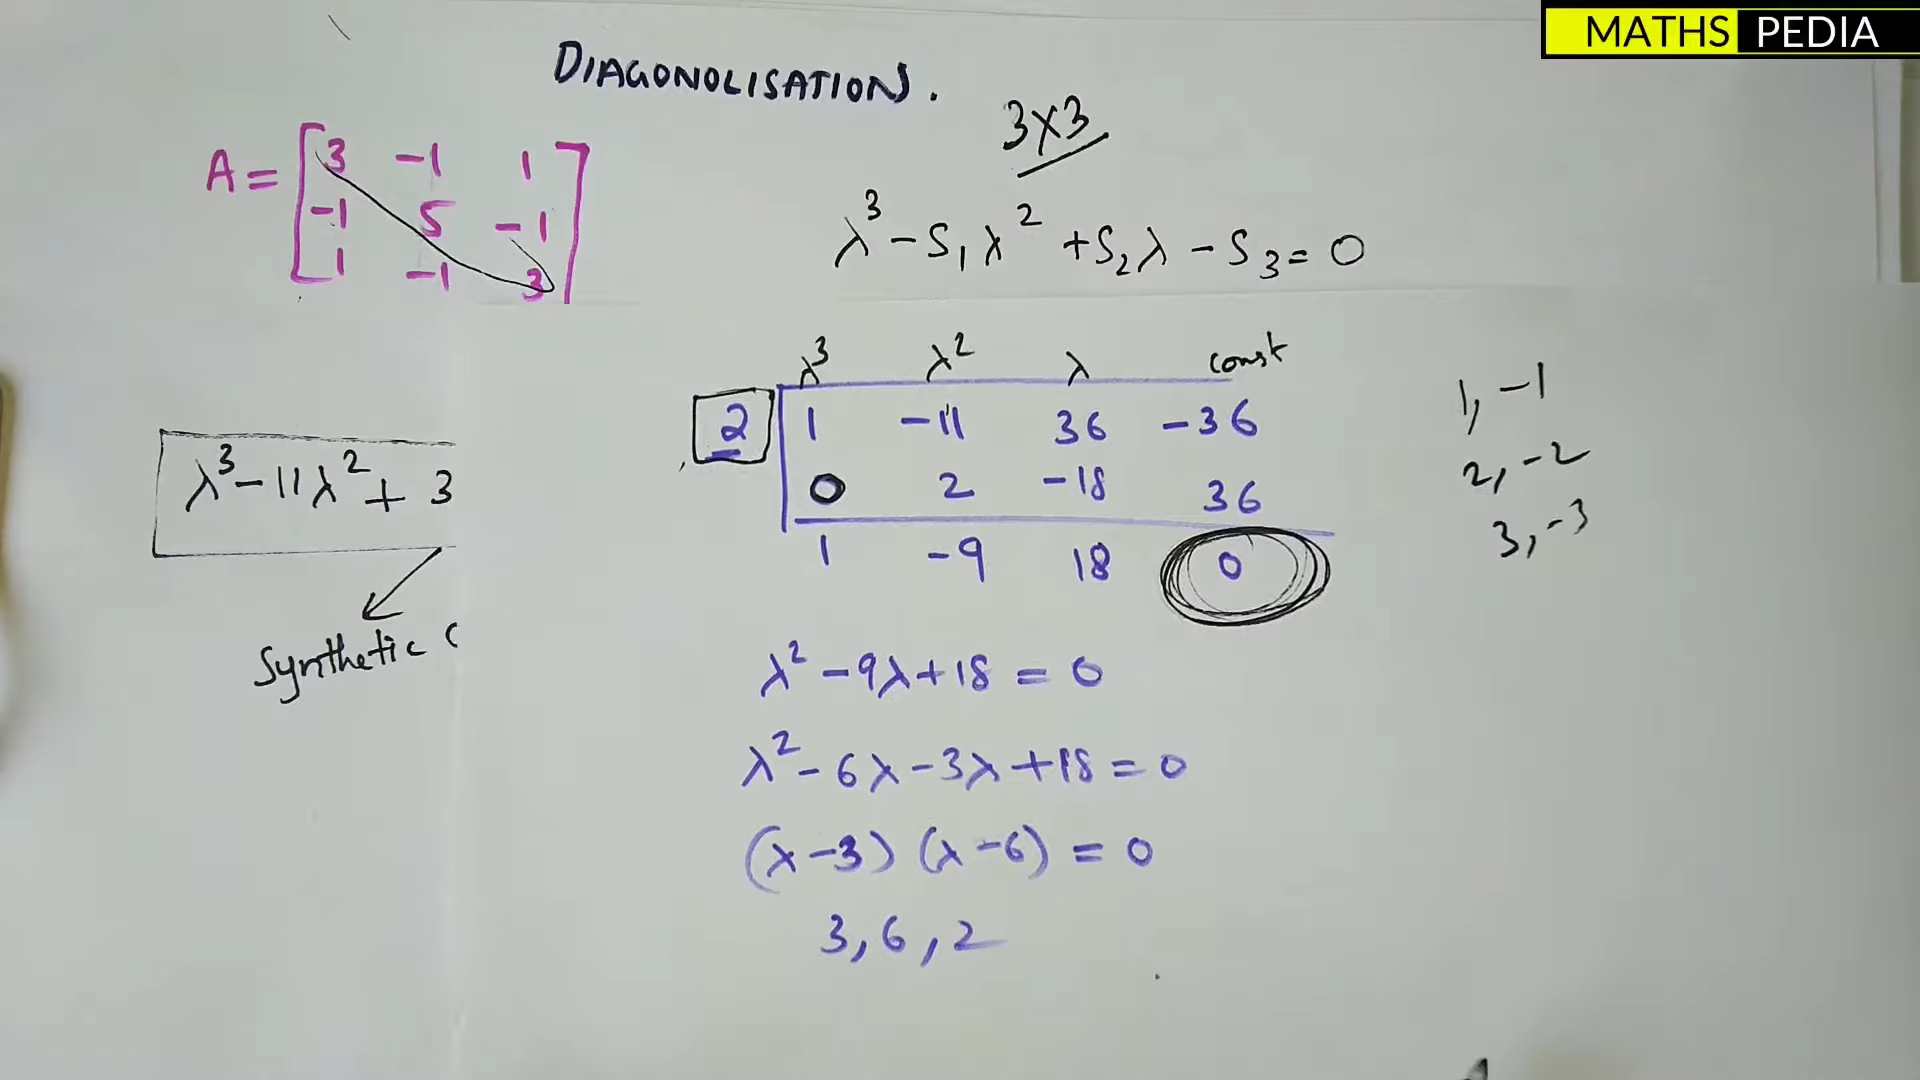 MATHS PEDIA
DIAGONOLISATION.
3×3
A = [3 -1 1
-1 5 -1
1 -1 3]
λ³ - S₁λ² + S₂λ - S₃ = 0
λ³ λ² λ const
2 1 -11 36 -36
0 2 -18 36
1 -9 18 0
1, -1
2, -2
3, -3
λ³ - 11λ² + 3
Synthetic
λ² - 9λ + 18 = 0
λ² - 6λ - 3λ + 18 = 0
(λ - 3) (λ - 6) = 0
3, 6, 2